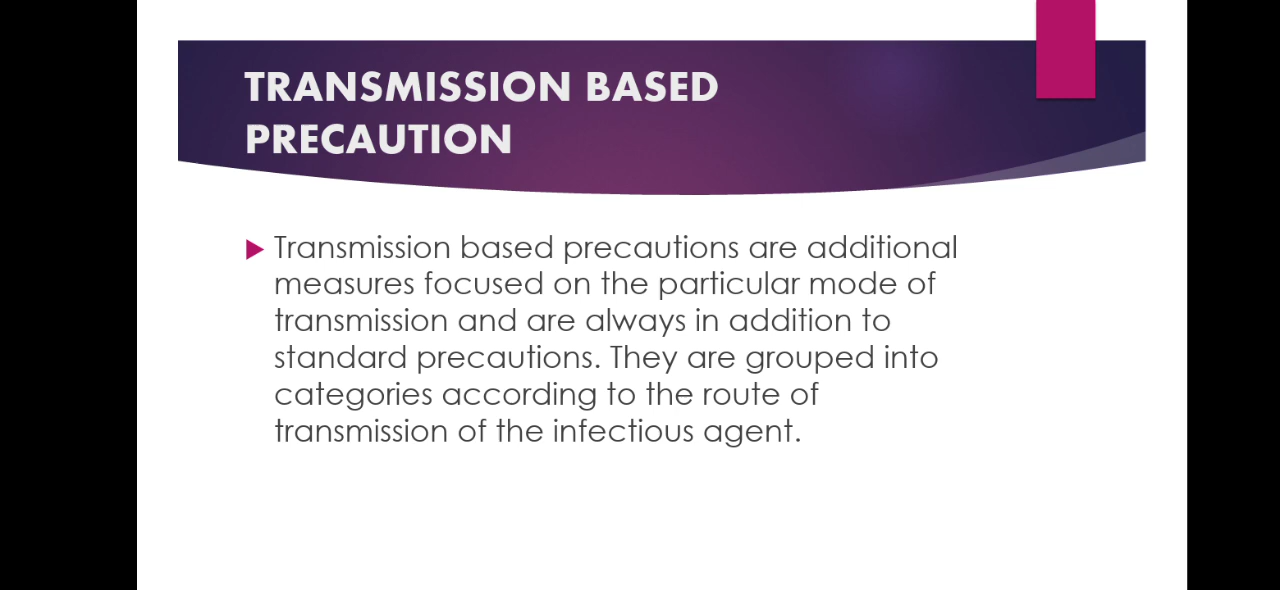 TRANSMISSION BASED
PRECAUTION
Transmission based precautions are additional
measures focused on the particular mode of
transmission and are always in addition to
standard precautions. They are grouped into
categories according to the route of
transmission of the infectious agent.